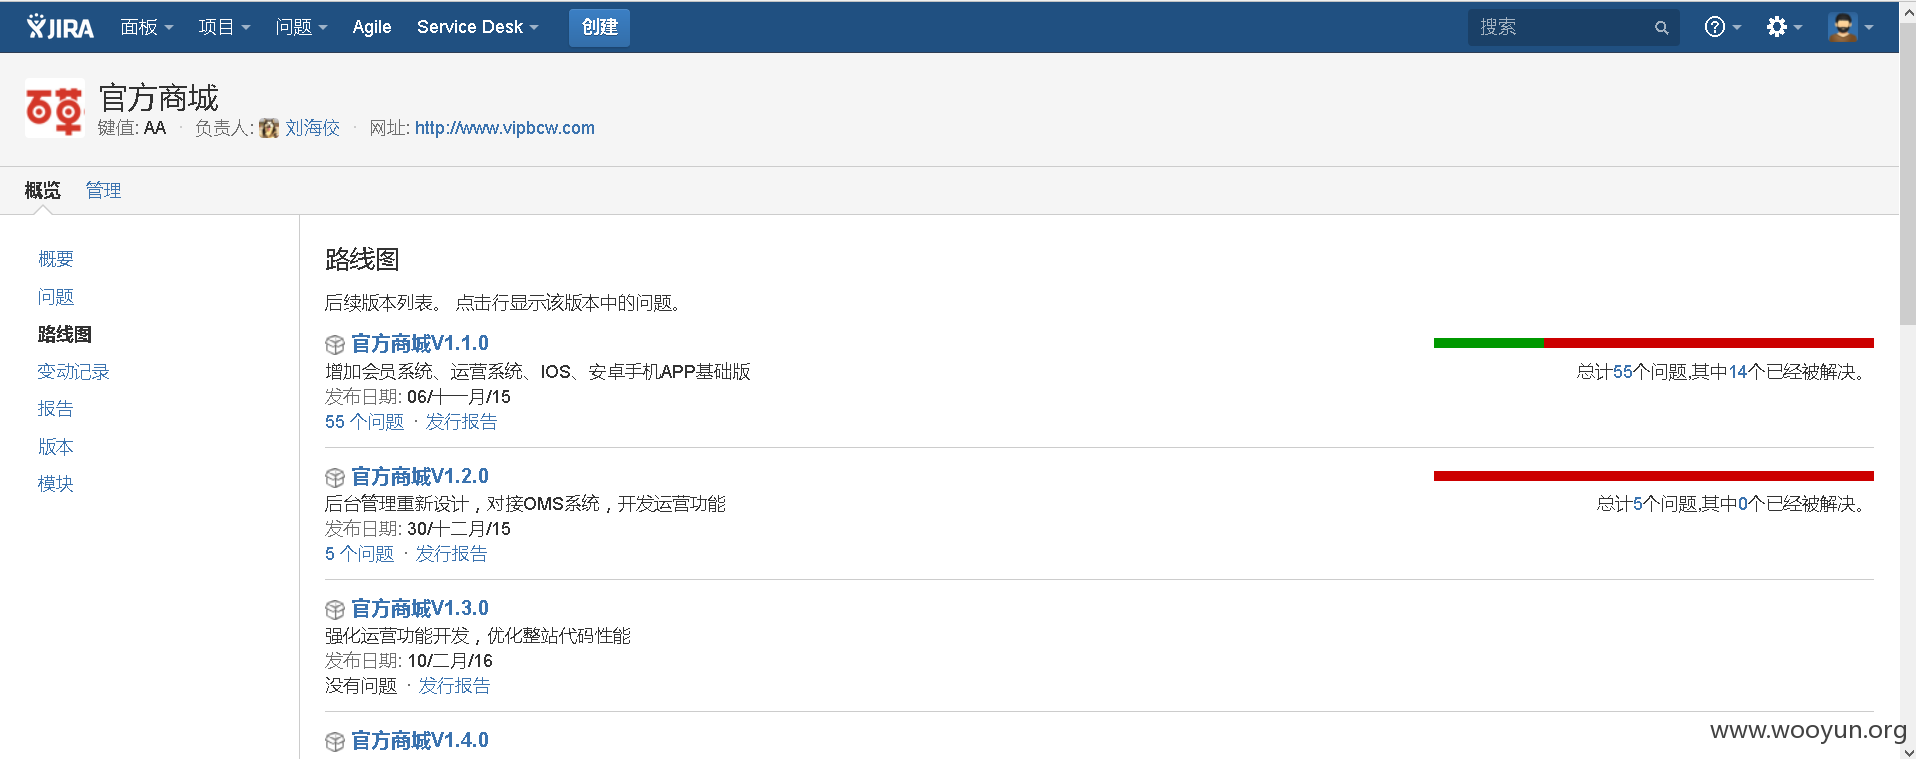 JIRA 面板 项目 问题 Agile Service Desk 创建 搜索
百草
官方商城
键值: AA · 负责人: 刘海佼 · 网址: http://www.vipbcw.com
概览 管理
概要
问题
路线图
变动记录
报告
版本
模块
路线图
后续版本列表。 点击行显示该版本中的问题。
官方商城V1.1.0
增加会员系统、运营系统、IOS、安卓手机APP基础版
总计55个问题,其中14个已经被解决。
发布日期: 06/十一月/15
55 个问题 · 发行报告
官方商城V1.2.0
后台管理重新设计，对接OMS系统，开发运营功能
总计5个问题,其中0个已经被解决。
发布日期: 30/十二月/15
5 个问题 · 发行报告
官方商城V1.3.0
强化运营功能开发，优化整站代码性能
发布日期: 10/二月/16
没有问题 · 发行报告
官方商城V1.4.0
www.wooyun.org